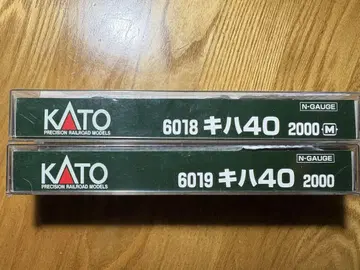 N-GAUGE
KATO
PRECISION RAILROAD MODELS
6018 キハ40 2000 M
N-GAUGE
KATO
PRECISION RAILROAD MODELS
6019 キハ40 2000